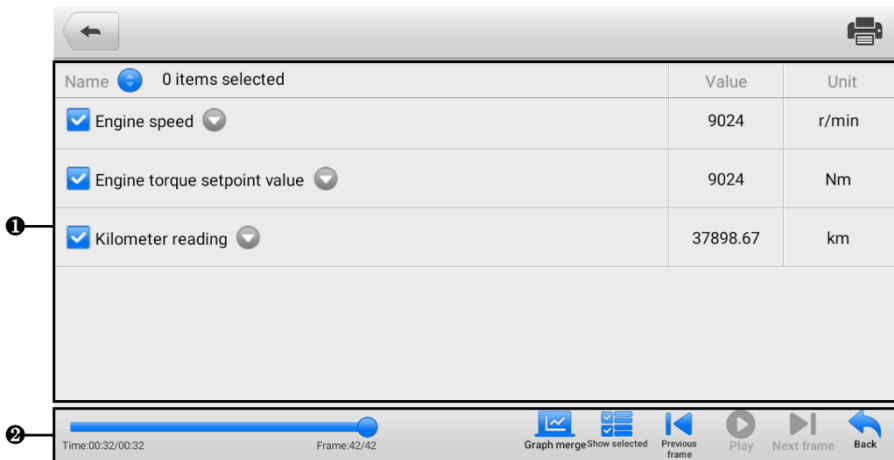 Name 0 items selected Value Unit
Engine speed 9024 r/min
Engine torque setpoint value 9024 Nm
❶
Kilometer reading 37898.67 km
❷
Time:00:32/00:32 Frame:42/42 Graph merge Show selected Previous frame Play Next frame Back